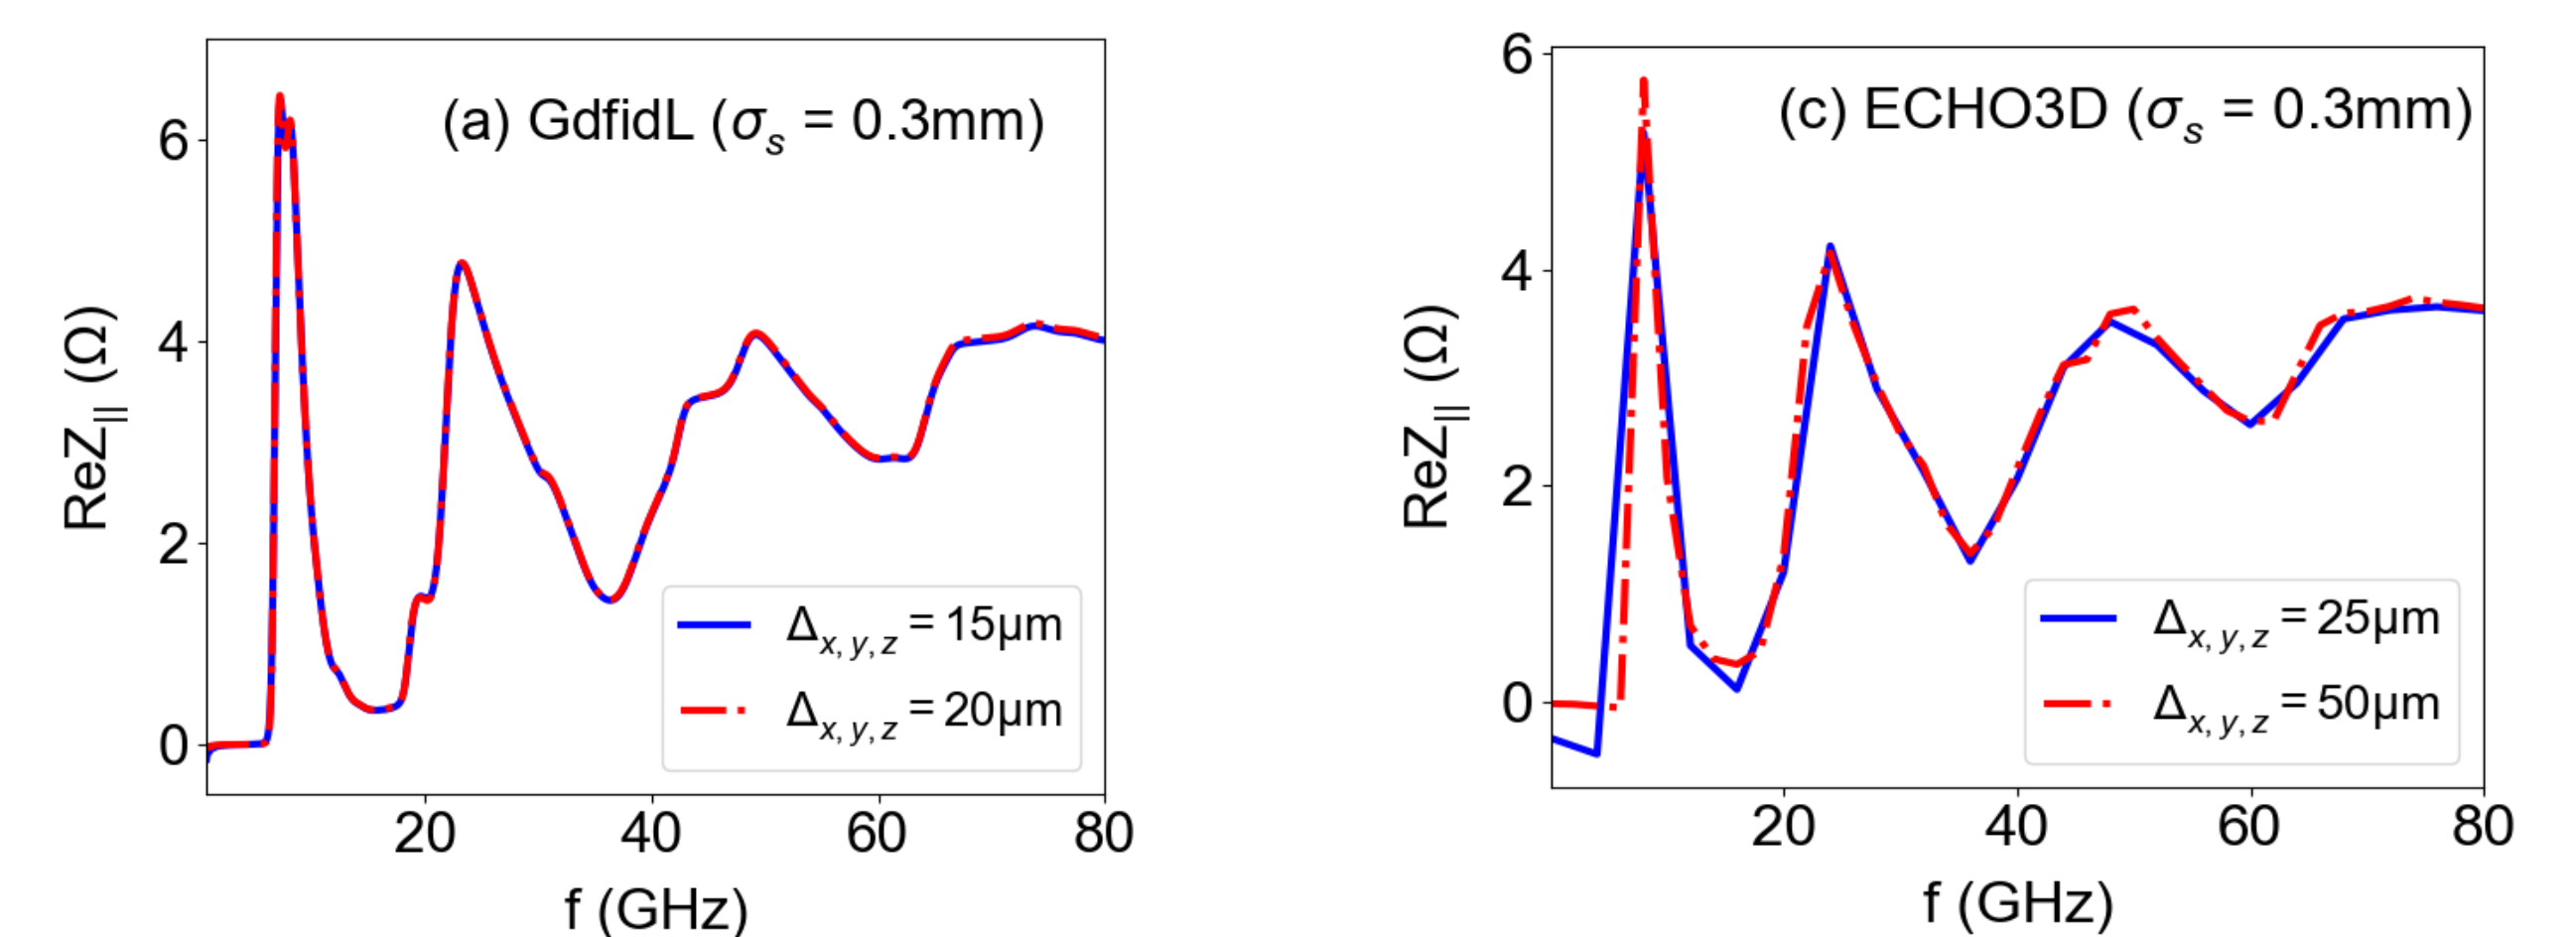 (a) GdfidL (σs = 0.3mm)
ReZ|| (Ω)
6
4
2
0
Δx, y, z = 15μm
Δx, y, z = 20μm
20 40 60 80
f (GHz)
(c) ECHO3D (σs = 0.3mm)
ReZ|| (Ω)
6
4
2
0
Δx, y, z = 25μm
Δx, y, z = 50μm
20 40 60 80
f (GHz)